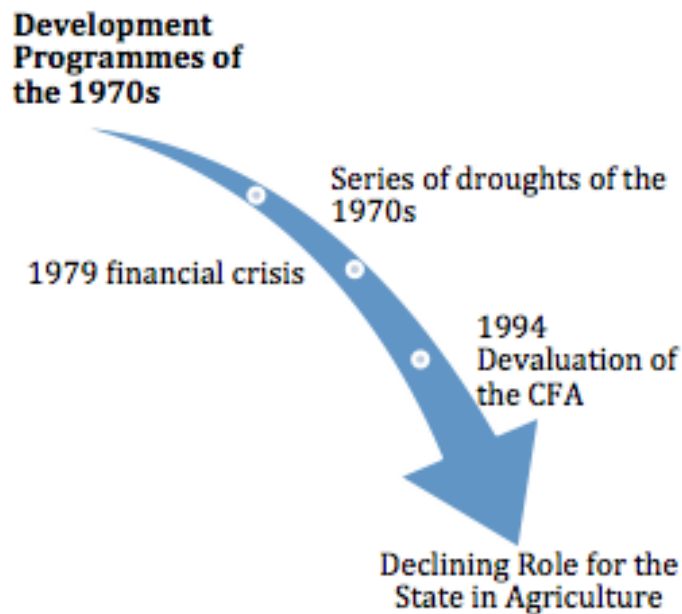 Development
Programmes of
the 1970s
Series of droughts of the
1970s
1979 financial crisis
1994
Devaluation of
the CFA
Declining Role for the
State in Agriculture